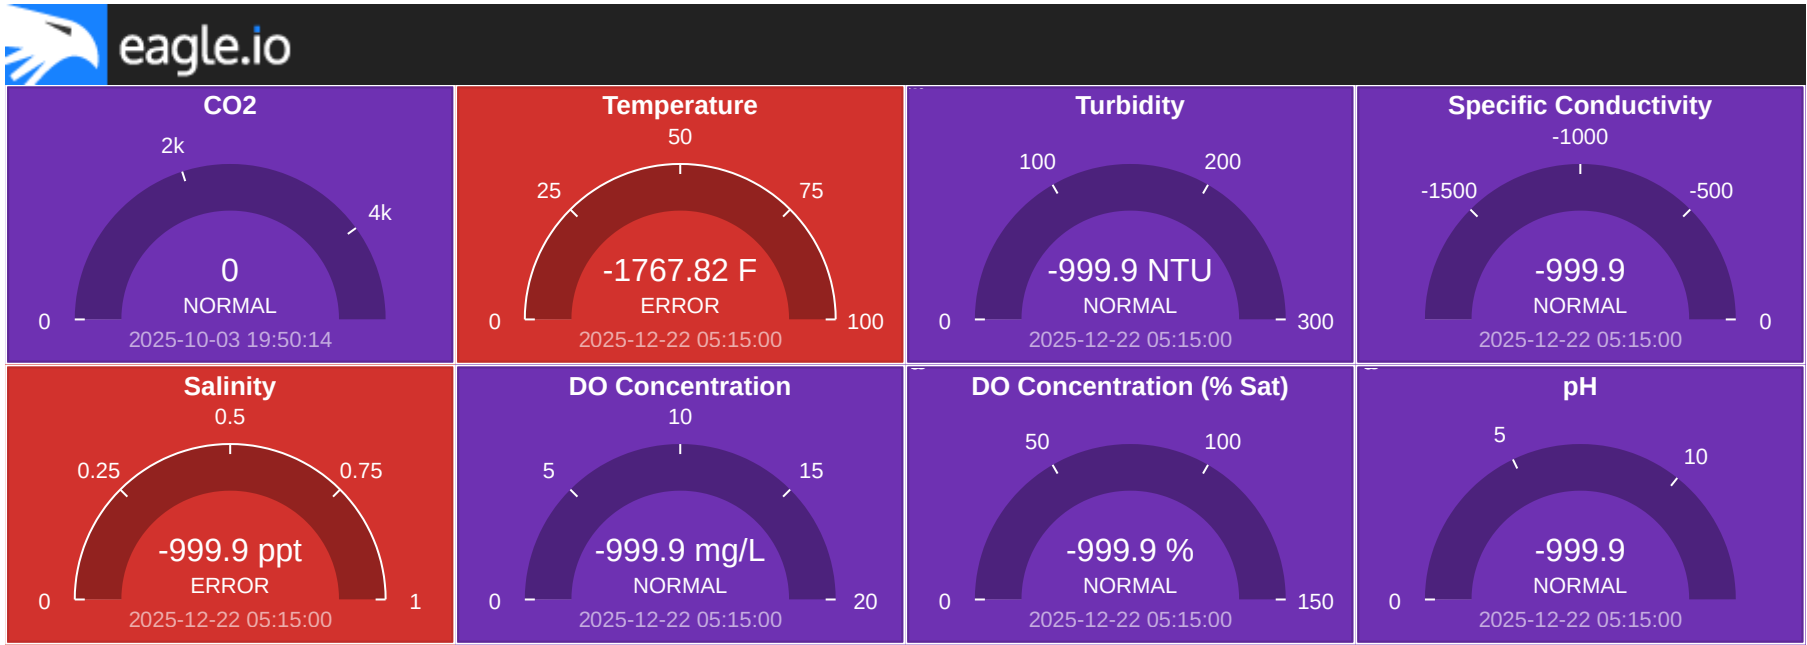 eagle.io
CO2
2k
4k
0
0
NORMAL
2025-10-03 19:50:14
Temperature
50
25
75
-1767.82 F
ERROR
0
100
2025-12-22 05:15:00
Turbidity
100
200
-999.9 NTU
NORMAL
0
300
2025-12-22 05:15:00
Specific Conductivity
-1000
-1500
-500
-999.9
NORMAL
0
2025-12-22 05:15:00
Salinity
0.5
0.25
0.75
-999.9 ppt
ERROR
0
1
2025-12-22 05:15:00
DO Concentration
10
5
15
-999.9 mg/L
NORMAL
0
20
2025-12-22 05:15:00
DO Concentration (% Sat)
50
100
-999.9 %
NORMAL
0
150
2025-12-22 05:15:00
pH
5
10
-999.9
NORMAL
0
2025-12-22 05:15:00